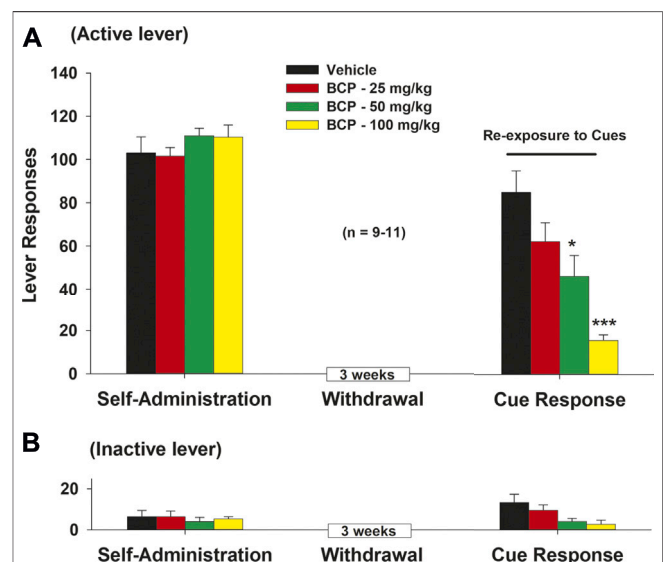 A (Active lever)
Vehicle
BCP - 25 mg/kg
BCP - 50 mg/kg
BCP - 100 mg/kg
Re-exposure to Cues
Lever Responses
140
120
100
80
60
40
20
0
(n = 9-11)
*
***
3 weeks
Self-Administration Withdrawal Cue Response
B (Inactive lever)
20
0
3 weeks
Self-Administration Withdrawal Cue Response